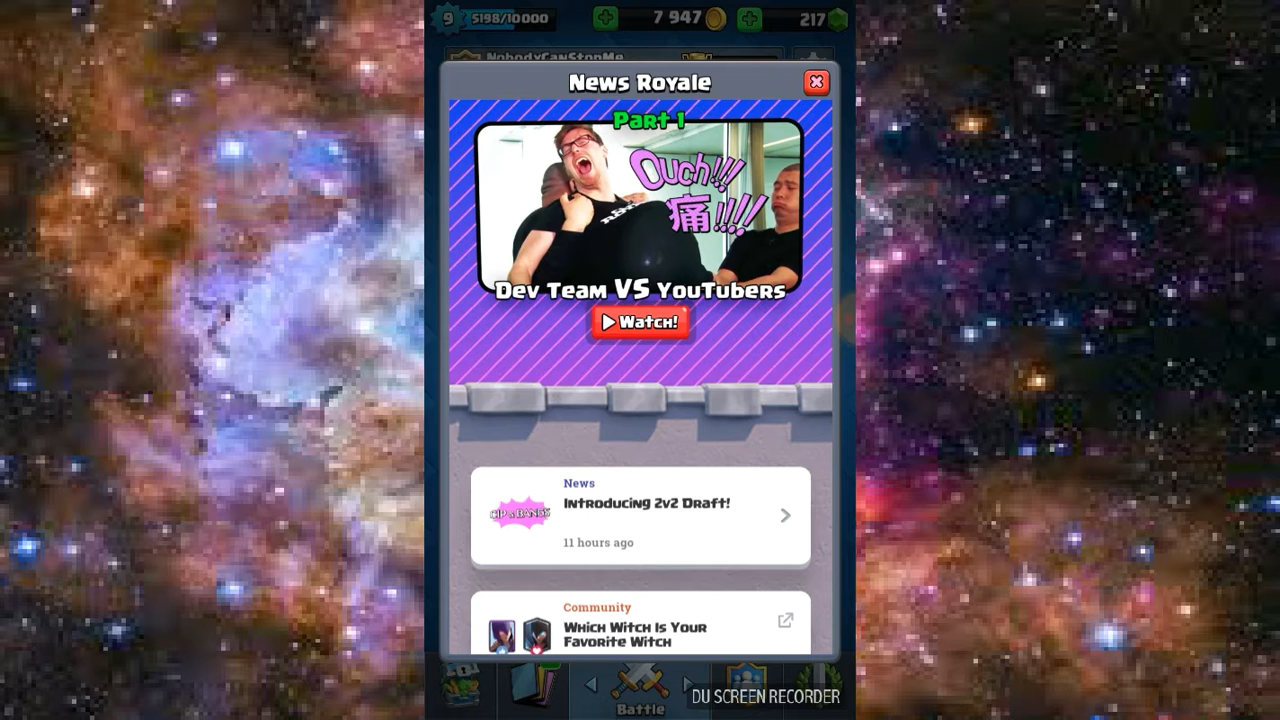 9 5198/10000 7 947 217
NobodyCanStopMe
News Royale
Part 1
Ouch!!!
痛!!!!
Dev Team VS YouTubers
Watch!
News
Introducing 2v2 Draft!
11 hours ago
Community
Which Witch Is Your
Favorite Witch
Battle
DU SCREEN RECORDER